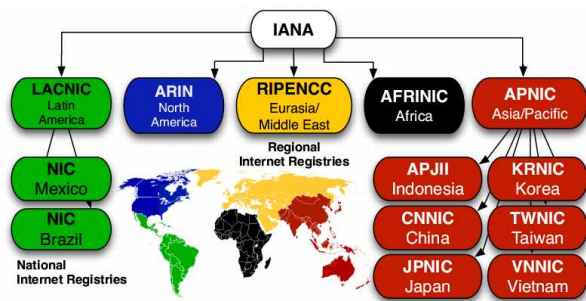 IANA
LACNIC
Latin
America
ARIN
North
America
RIPENCC
Eurasia/
Middle East
AFRINIC
Africa
APNIC
Asia/Pacific
Regional
Internet Registries
NIC
Mexico
NIC
Brazil
National
Internet Registries
APJII
Indonesia
KRNIC
Korea
CNNIC
China
TWNIC
Taiwan
JPNIC
Japan
VNNIC
Vietnam